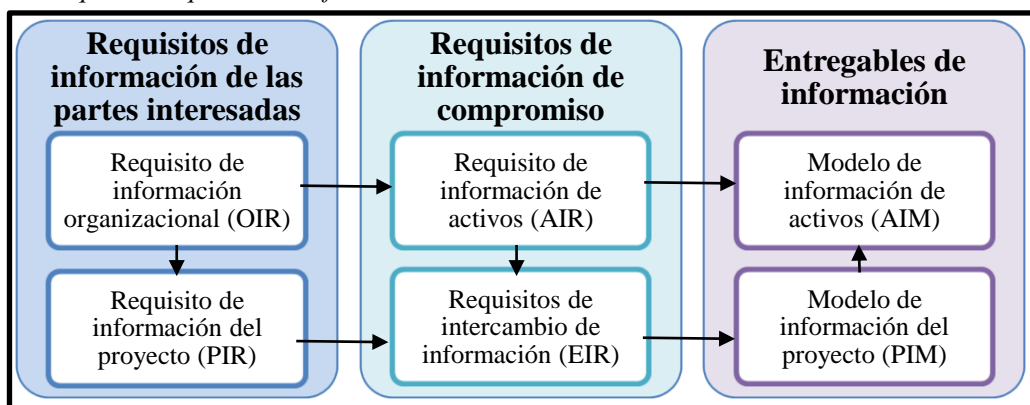 Requisitos de
información de las
partes interesadas
Requisito de
información
organizacional (OIR)
Requisito de
información del
proyecto (PIR)
Requisitos de
información de
compromiso
Requisito de
información de
activos (AIR)
Requisitos de
intercambio de
información (EIR)
Entregables de
información
Modelo de
información de
activos (AIM)
Modelo de
información del
proyecto (PIM)